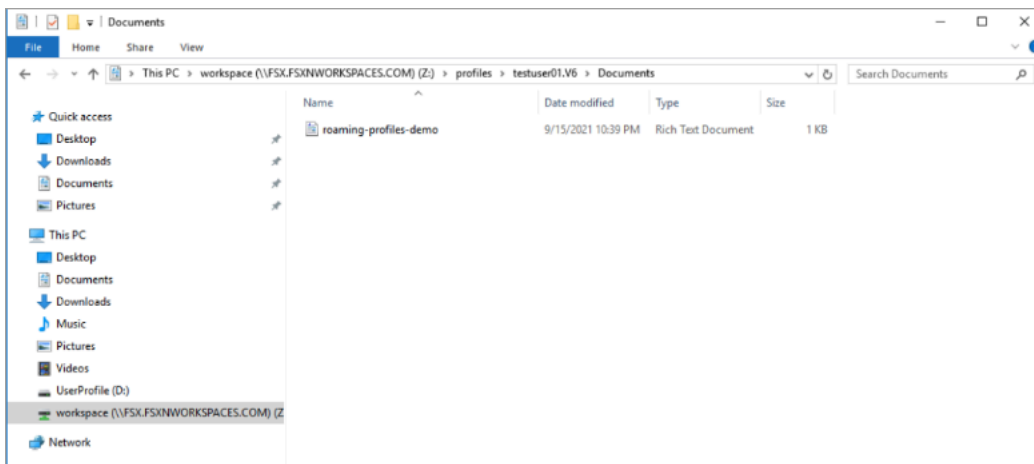 Documents
File Home Share View
This PC > workspace (\\FSX.FSXNWORKSPACES.COM) (Z:) > profiles > testuser01.V6 > Documents
Search Documents
Name Date modified Type Size
roaming-profiles-demo 9/15/2021 10:39 PM Rich Text Document 1 KB
Quick access
Desktop
Downloads
Documents
Pictures
This PC
Desktop
Documents
Downloads
Music
Pictures
Videos
UserProfile (D:)
workspace (\\FSX.FSXNWORKSPACES.COM) (Z
Network